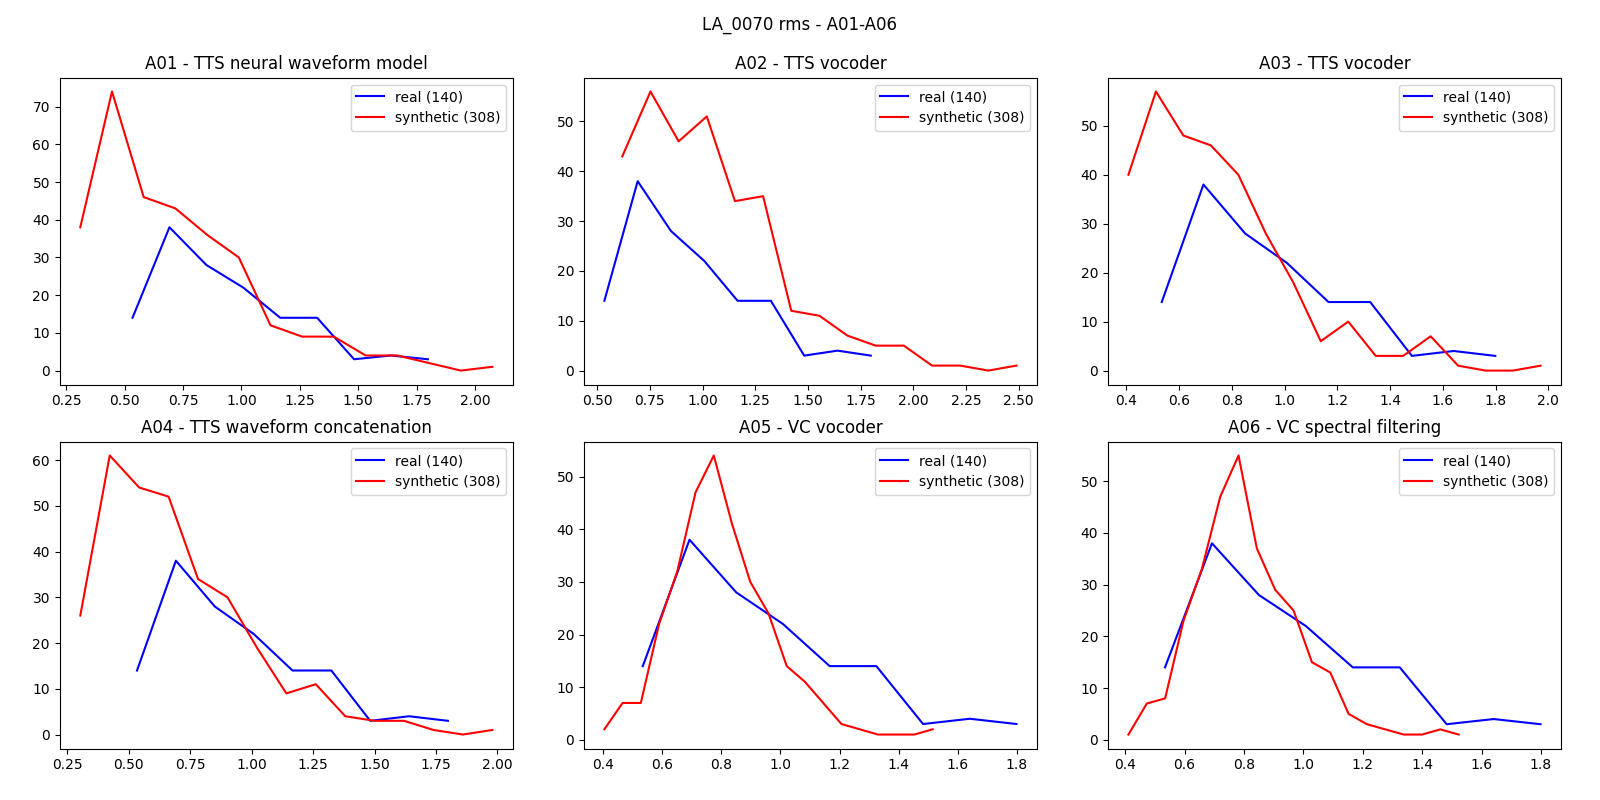 LA_0070 rms - A01-A06
A01 - TTS neural waveform model
real (140)
synthetic (308)
70
60
50
40
30
20
10
0
0.25 0.50 0.75 1.00 1.25 1.50 1.75 2.00
A02 - TTS vocoder
real (140)
synthetic (308)
50
40
30
20
10
0
0.50 0.75 1.00 1.25 1.50 1.75 2.00 2.25 2.50
A03 - TTS vocoder
real (140)
synthetic (308)
50
40
30
20
10
0
0.4 0.6 0.8 1.0 1.2 1.4 1.6 1.8 2.0
A04 - TTS waveform concatenation
real (140)
synthetic (308)
60
50
40
30
20
10
0
0.25 0.50 0.75 1.00 1.25 1.50 1.75 2.00
A05 - VC vocoder
real (140)
synthetic (308)
50
40
30
20
10
0
0.4 0.6 0.8 1.0 1.2 1.4 1.6 1.8
A06 - VC spectral filtering
real (140)
synthetic (308)
50
40
30
20
10
0
0.4 0.6 0.8 1.0 1.2 1.4 1.6 1.8